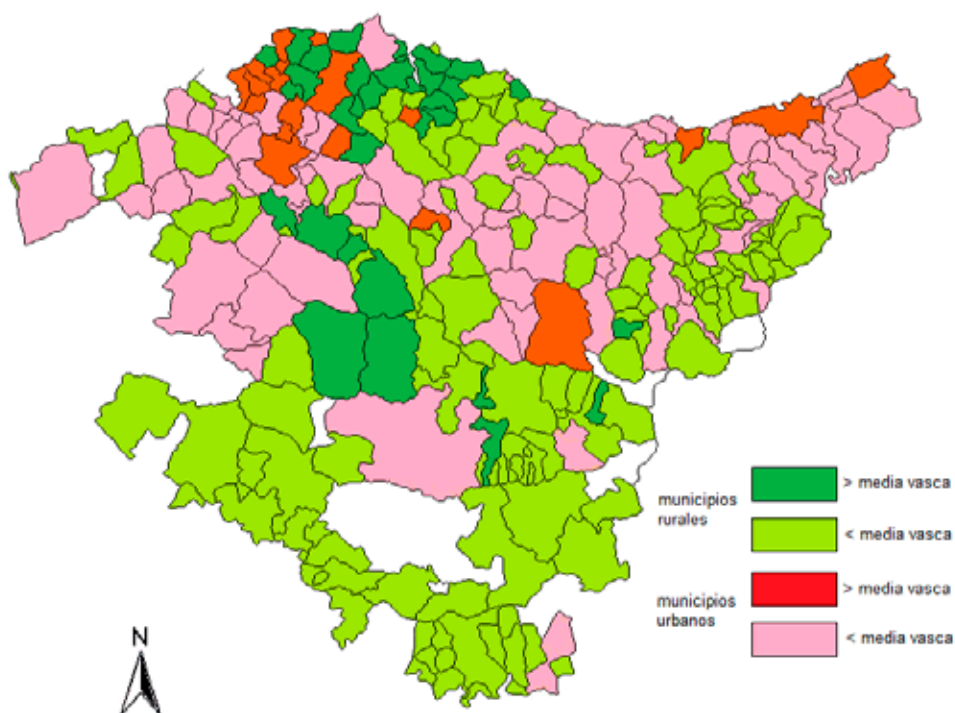 N
municipios
rurales
> media vasca
< media vasca
municipios
urbanos
> media vasca
< media vasca